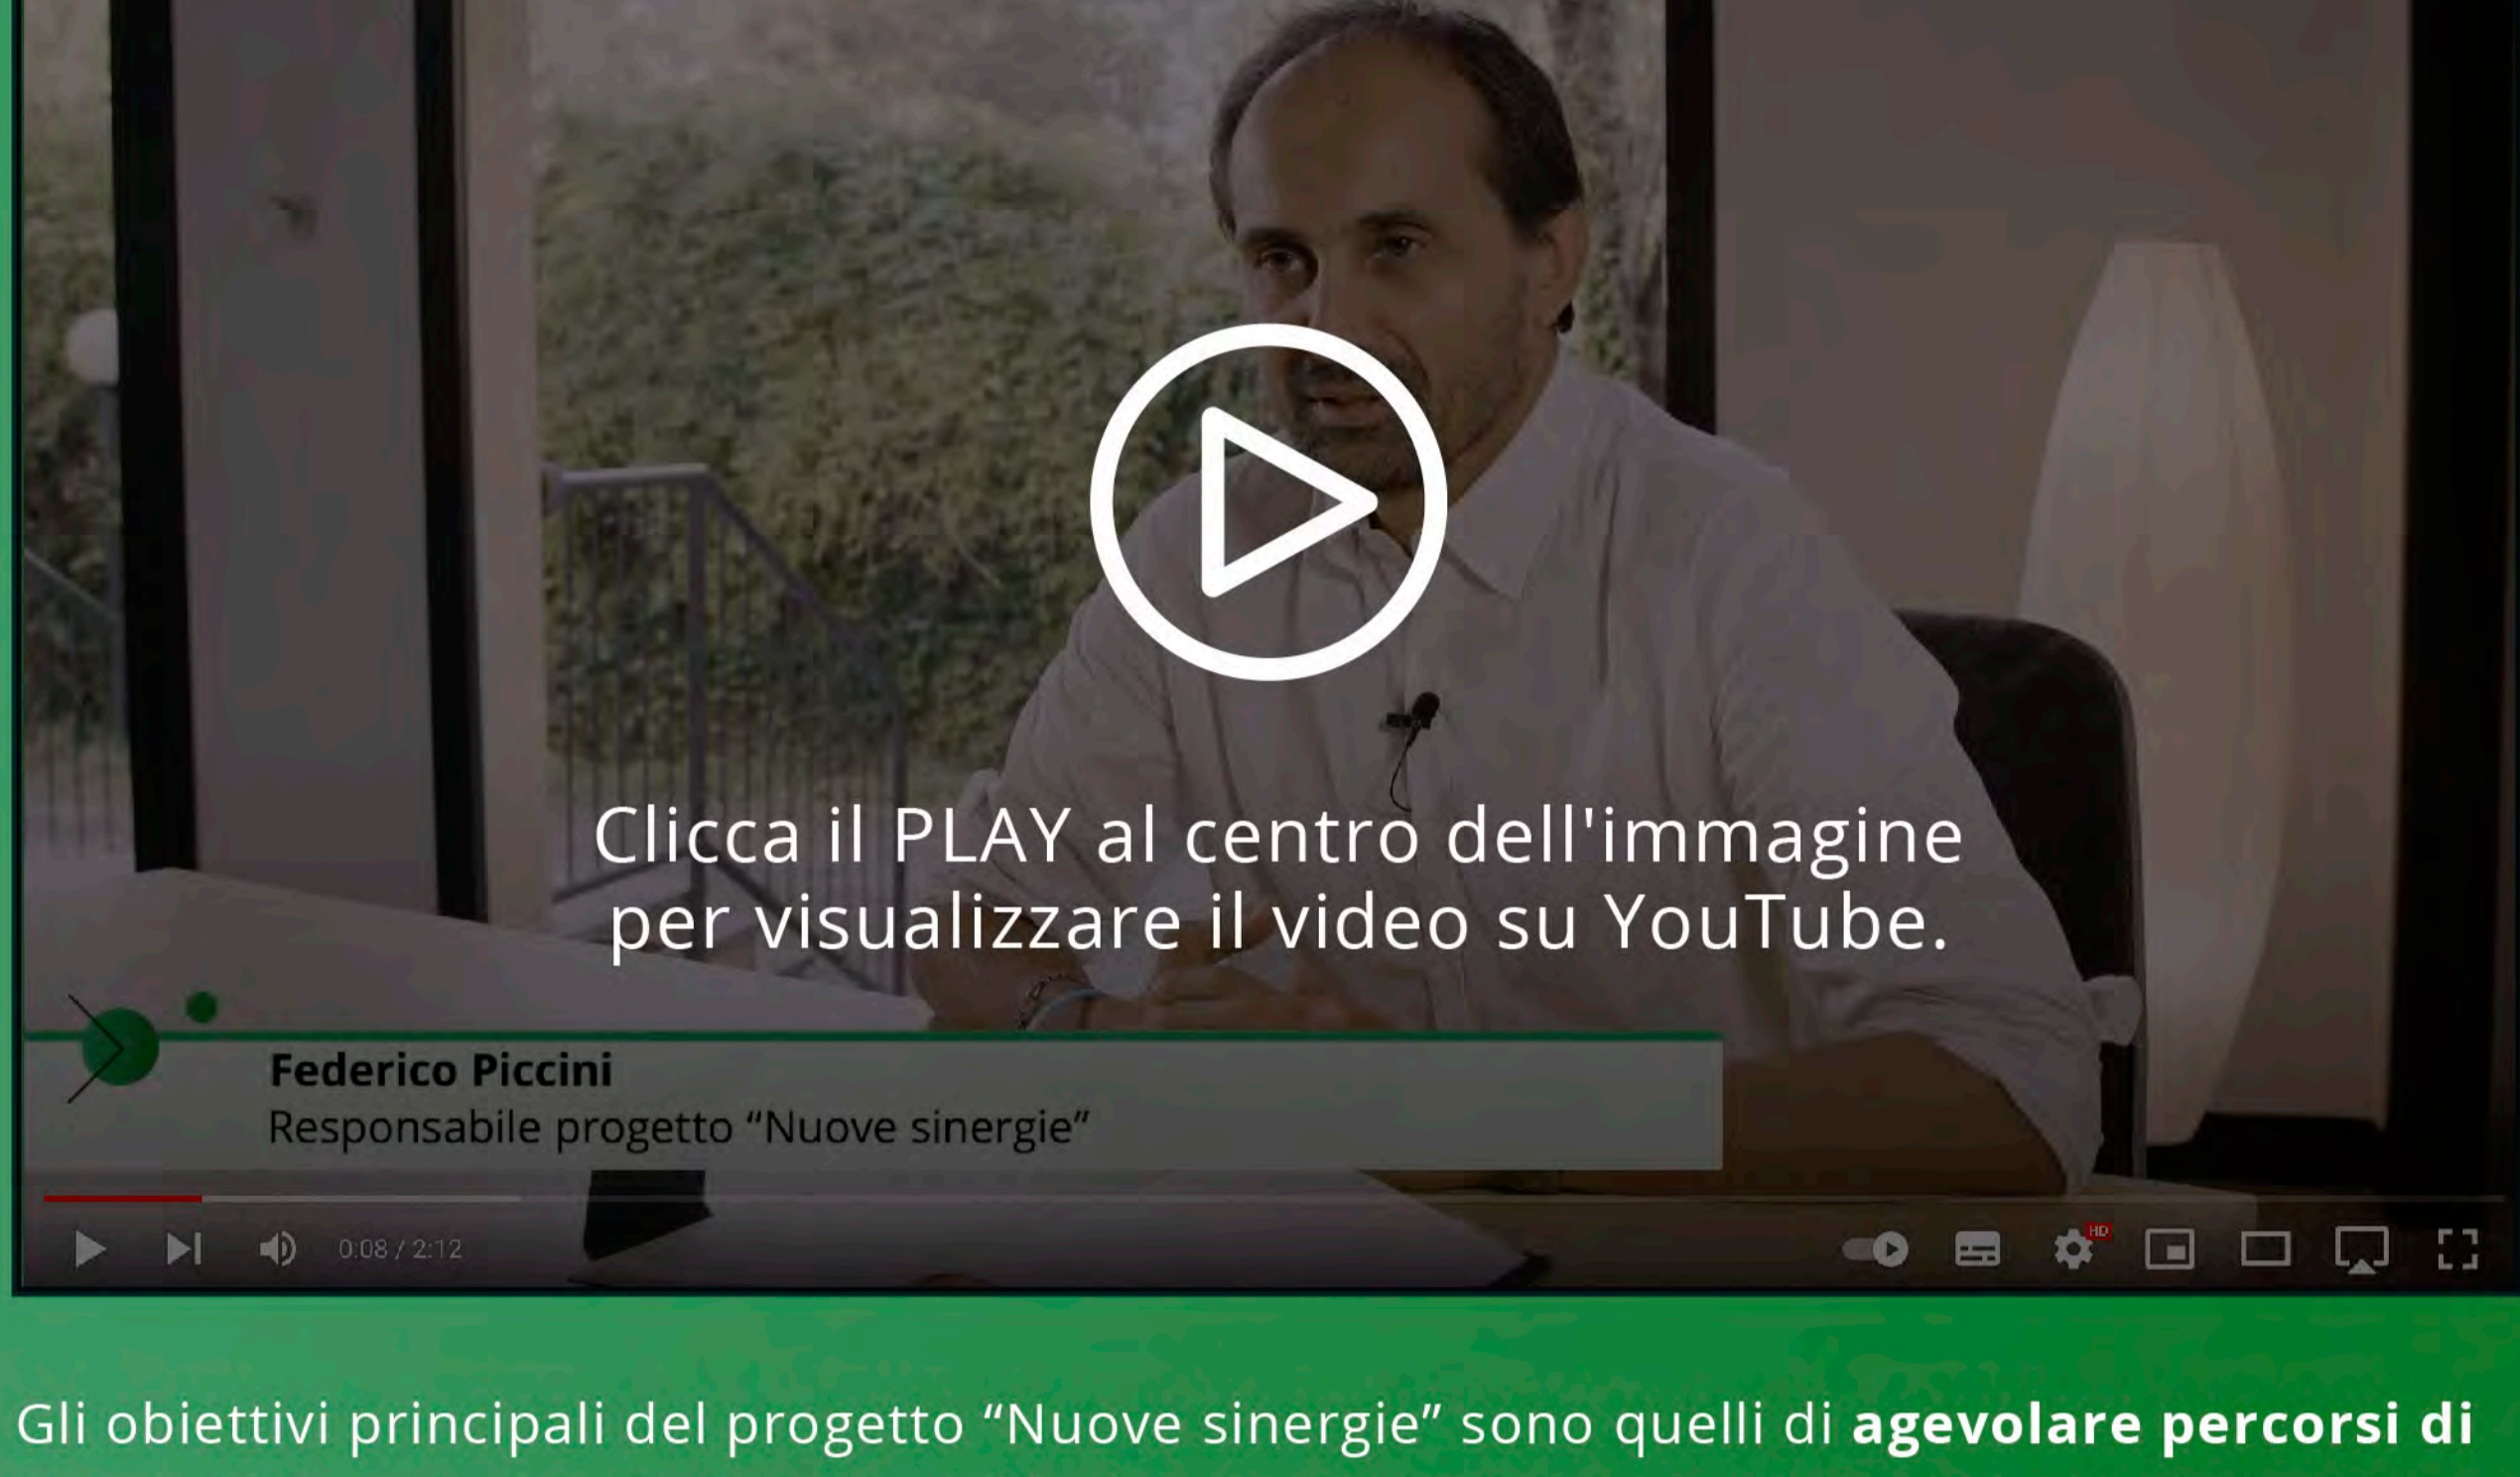 Clicca il PLAY al centro dell'immagine
per visualizzare il video su YouTube.
Federico Piccini
Responsabile progetto “Nuove sinergie”
0:08 / 2:12
HD
Gli obiettivi principali del progetto “Nuove sinergie” sono quelli di agevolare percorsi di